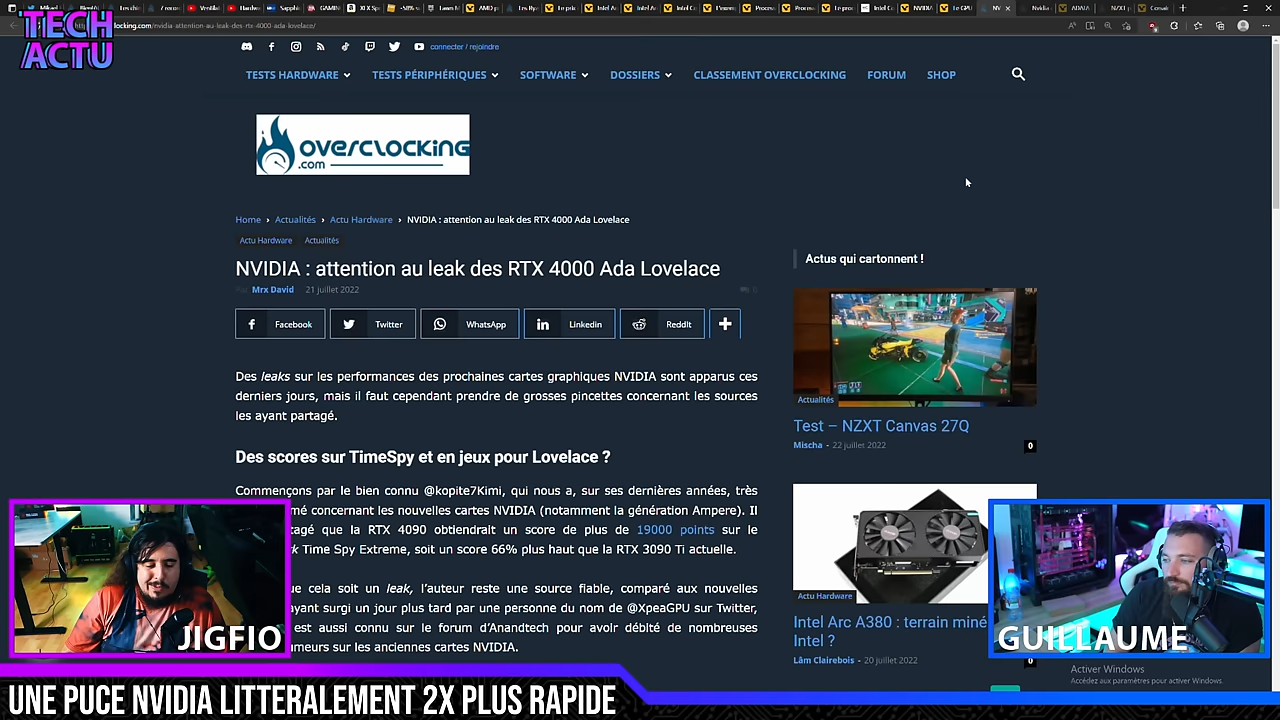 TECH
ACTU
connecter / rejoindre
TESTS HARDWARE
TESTS PÉRIPHÉRIQUES
SOFTWARE
DOSSIERS
CLASSEMENT OVERCLOCKING
FORUM
SHOP
overclocking
.com
Home › Actualités › Actu Hardware › NVIDIA : attention au leak des RTX 4000 Ada Lovelace
Actu Hardware Actualités
NVIDIA : attention au leak des RTX 4000 Ada Lovelace
Mrx David 21 juillet 2022
Facebook
Twitter
WhatsApp
Linkedin
ReddIt
Des leaks sur les performances des prochaines cartes graphiques NVIDIA sont apparus ces
derniers jours, mais il faut cependant prendre de grosses pincettes concernant les sources
les ayant partagé.
Des scores sur TimeSpy et en jeux pour Lovelace ?
Commençons par le bien connu @kopite7Kimi, qui nous a, sur ses dernières années, très
concernant les nouvelles cartes NVIDIA (notamment la génération Ampere). Il
que la RTX 4090 obtiendrait un score de plus de 19000 points sur le
Time Spy Extreme, soit un score 66% plus haut que la RTX 3090 Ti actuelle.
que cela soit un leak, l'auteur reste une source fiable, comparé aux nouvelles
ayant surgi un jour plus tard par une personne du nom de @XpeaGPU sur Twitter,
est aussi connu sur le forum d'Anandtech pour avoir débité de nombreuses
sur les anciennes cartes NVIDIA.
Actus qui cartonnent !
Actualités
Test – NZXT Canvas 27Q
Mischa - 22 juillet 2022
0
Actu Hardware
Intel Arc A380 : terrain miné
Intel ?
Lâm Clairebois - 20 juillet 2022
0
JIGFIO
GUILLAUME
Activer Windows
Accédez aux paramètres pour activer Windows.
UNE PUCE NVIDIA LITTERALEMENT 2X PLUS RAPIDE